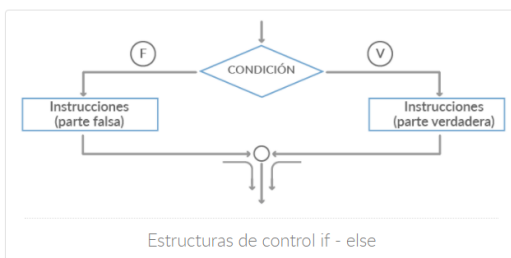 F
CONDICIÓN
V
Instrucciones
(parte falsa)
Instrucciones
(parte verdadera)
Estructuras de control if - else